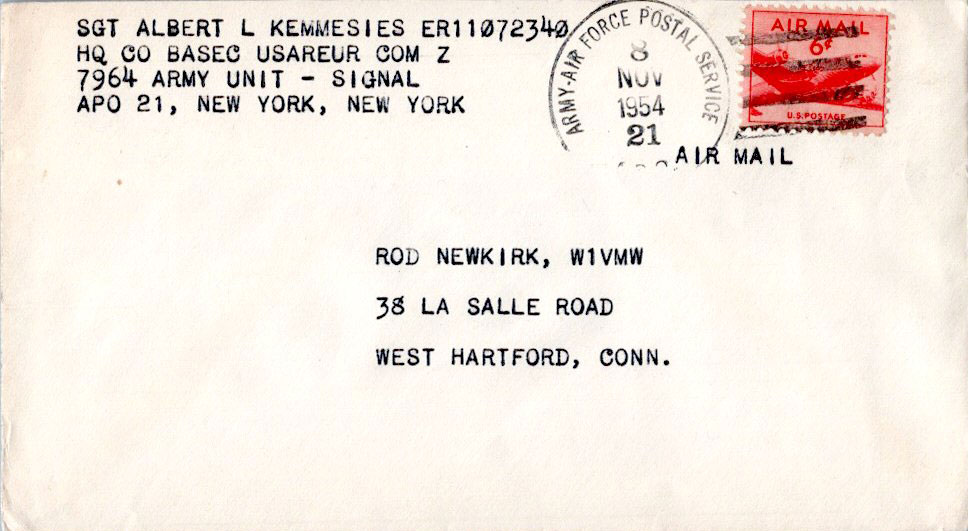 SGT ALBERT L KEMMESIES ER11072340
HQ CO BASEC USAREUR COM Z
7964 ARMY UNIT - SIGNAL
APO 21, NEW YORK, NEW YORK
ARMY-AIR FORCE POSTAL SERVICE
8
NOV
1954
21
AIR MAIL
6¢
U.S. POSTAGE
AIR MAIL
ROD NEWKIRK, W1VMW
38 LA SALLE ROAD
WEST HARTFORD, CONN.